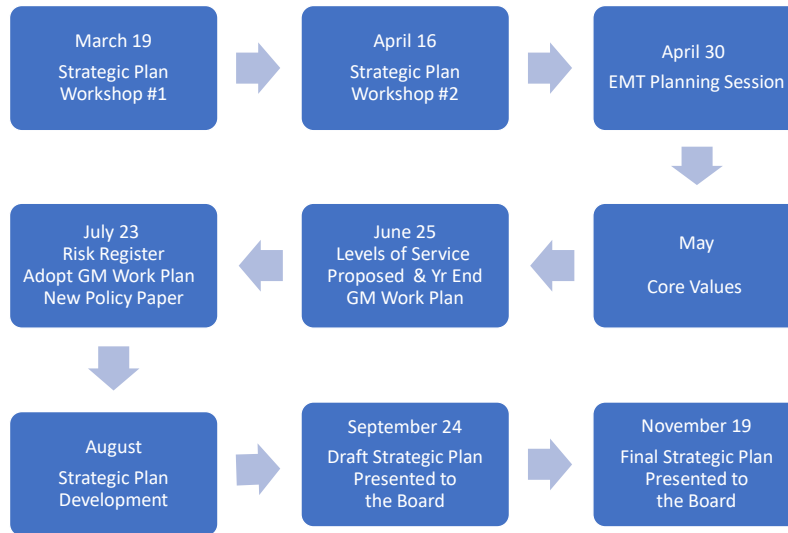 March 19
Strategic Plan
Workshop #1
April 16
Strategic Plan
Workshop #2
April 30
EMT Planning Session
May
Core Values
June 25
Levels of Service
Proposed & Yr End
GM Work Plan
July 23
Risk Register
Adopt GM Work Plan
New Policy Paper
August
Strategic Plan
Development
September 24
Draft Strategic Plan
Presented to
the Board
November 19
Final Strategic Plan
Presented to
the Board